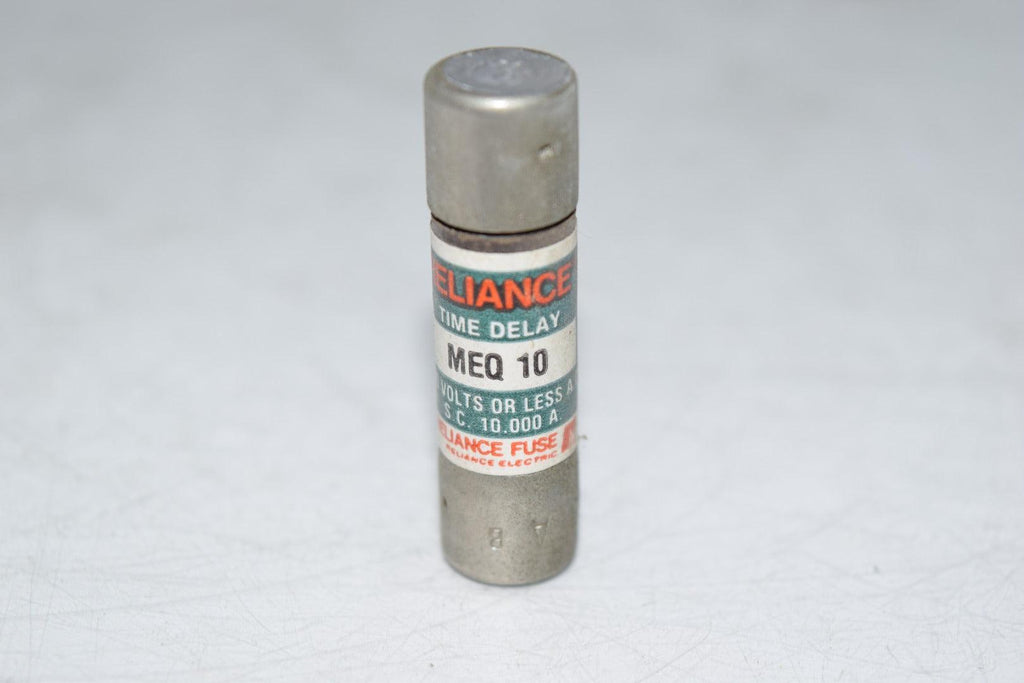 ELIANCE
TIME DELAY
MEQ 10
VOLTS OR LESS A
S.C. 10.000 A.
ELIANCE FUSE
RELIANCE ELECTRIC
B A